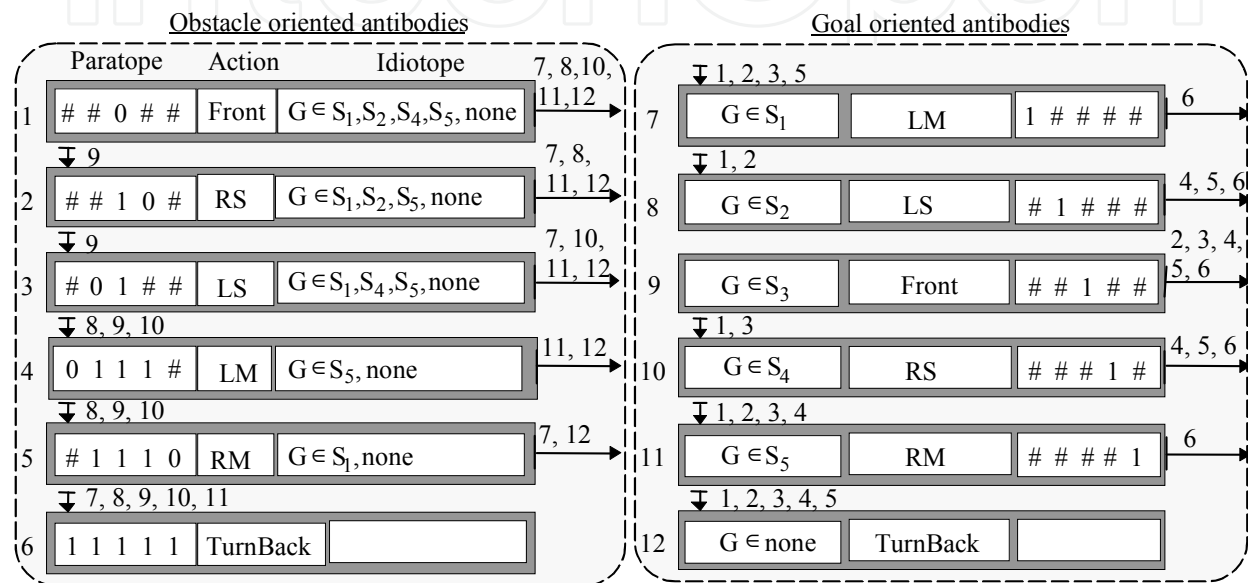 Obstacle oriented antibodies
Paratope Action Idiotope
7, 8,10,
11,12
1 # # 0 # # Front G ∈ S₁,S₂,S₄,S₅, none
9
7, 8,
11, 12
2 # # 1 0 # RS G ∈ S₁,S₂,S₅, none
9
7, 10,
11, 12
3 # 0 1 # # LS G ∈ S₁,S₄,S₅, none
8, 9, 10
11, 12
4 0 1 1 1 # LM G ∈ S₅, none
8, 9, 10
7, 12
5 # 1 1 1 0 RM G ∈ S₁, none
7, 8, 9, 10, 11
6 1 1 1 1 1 TurnBack
Goal oriented antibodies
1, 2, 3, 5
6
7 G ∈ S₁ LM 1 # # # #
1, 2
4, 5, 6
8 G ∈ S₂ LS # 1 # # #
2, 3, 4,
5, 6
9 G ∈ S₃ Front # # 1 # #
1, 3
4, 5, 6
10 G ∈ S₄ RS # # # 1 #
1, 2, 3, 4
6
11 G ∈ S₅ RM # # # # 1
1, 2, 3, 4, 5
12 G ∈ none TurnBack